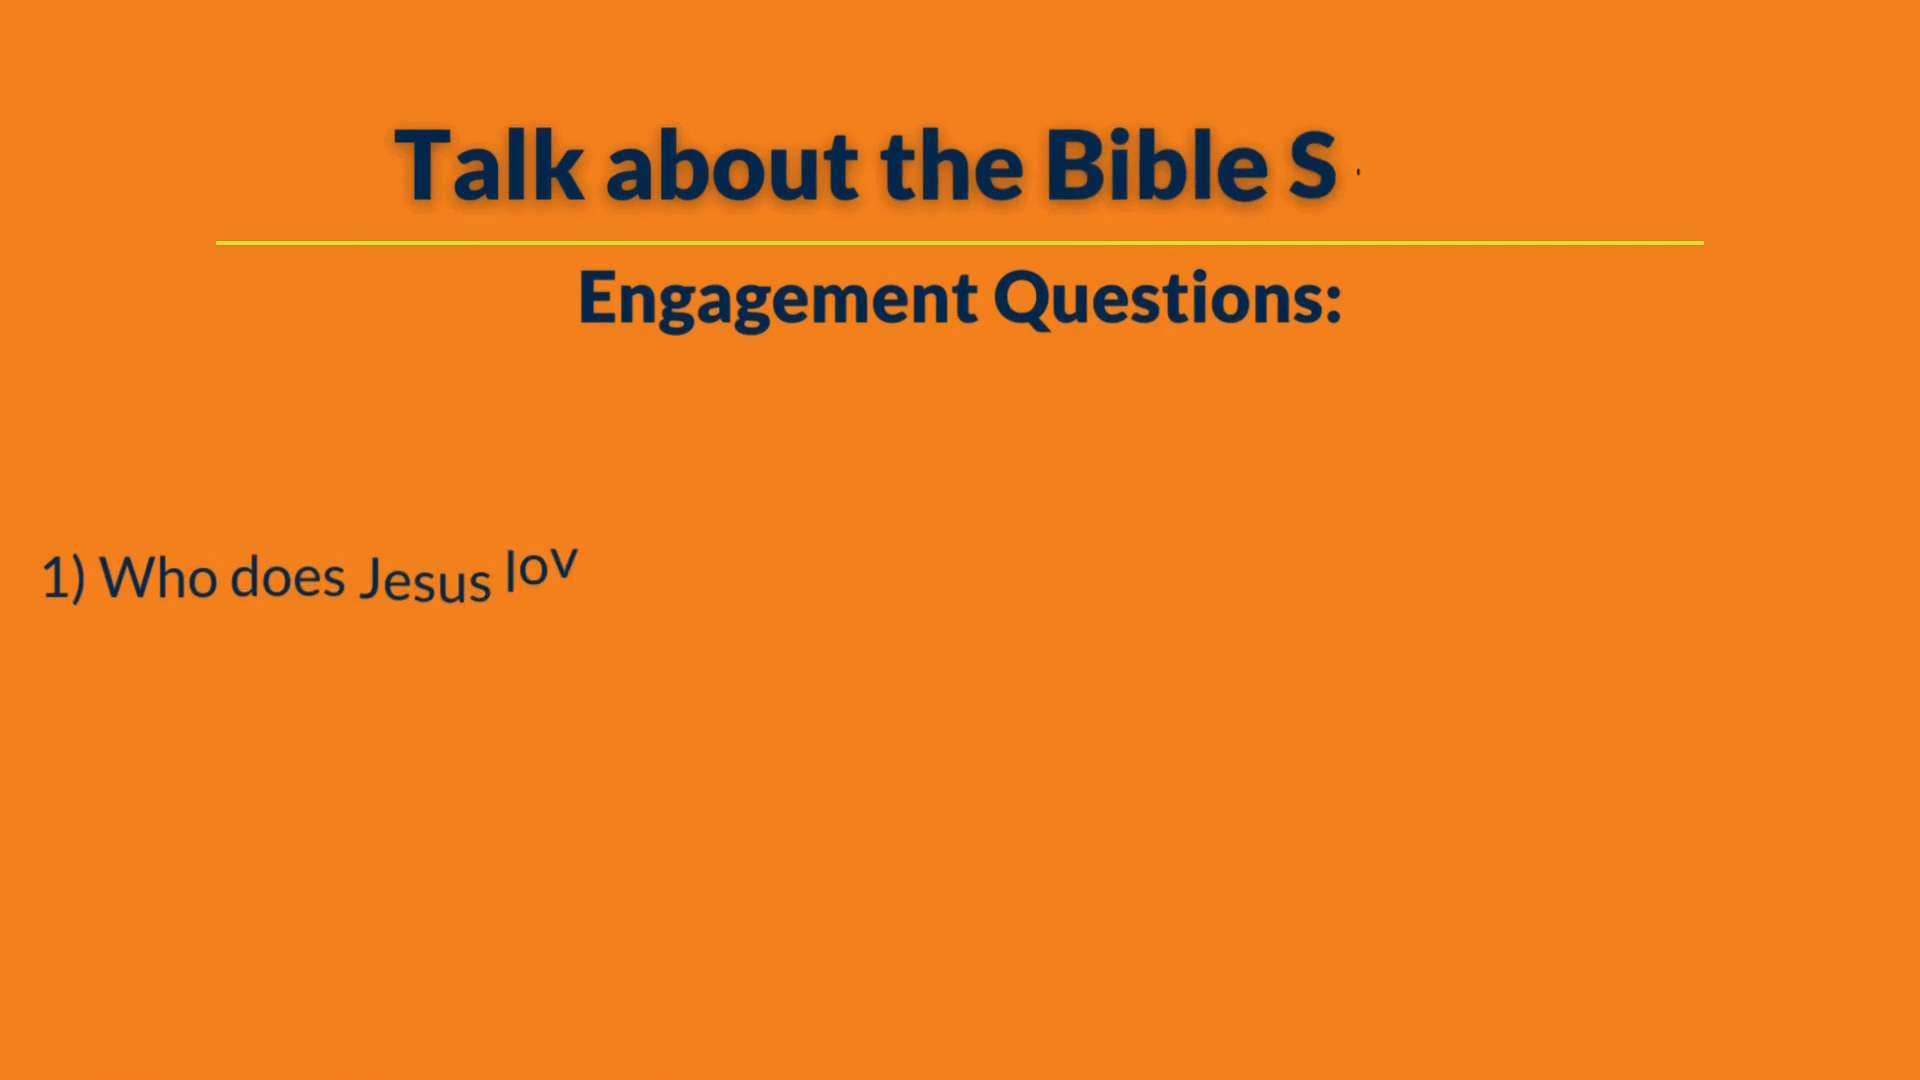 Talk about the Bible S
Engagement Questions:
1) Who does Jesus lov